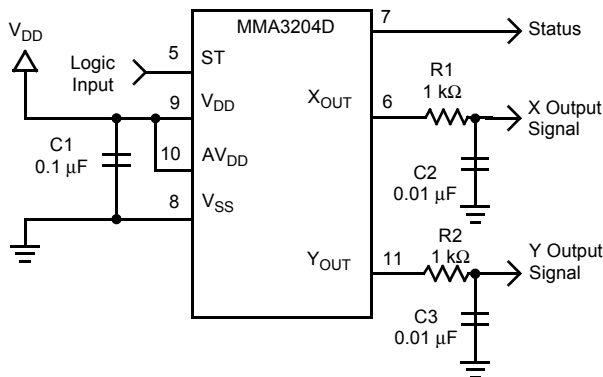 V_DD
MMA3204D
7
Status
Logic
Input
5
ST
R1
1 kΩ
9
V_DD
X_OUT
6
X Output
Signal
C1
0.1 μF
10
AV_DD
C2
0.01 μF
8
V_SS
R2
1 kΩ
Y_OUT
11
Y Output
Signal
C3
0.01 μF